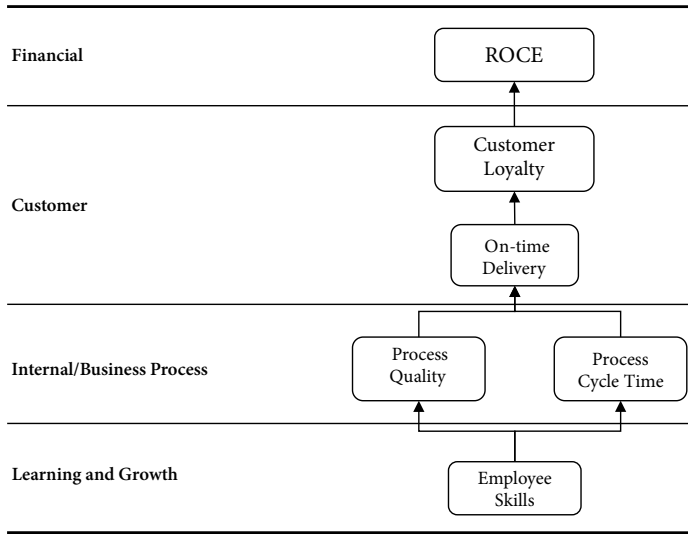 Financial
ROCE
Customer
Loyalty
Customer
On-time
Delivery
Internal/Business Process
Process
Quality
Process
Cycle Time
Learning and Growth
Employee
Skills